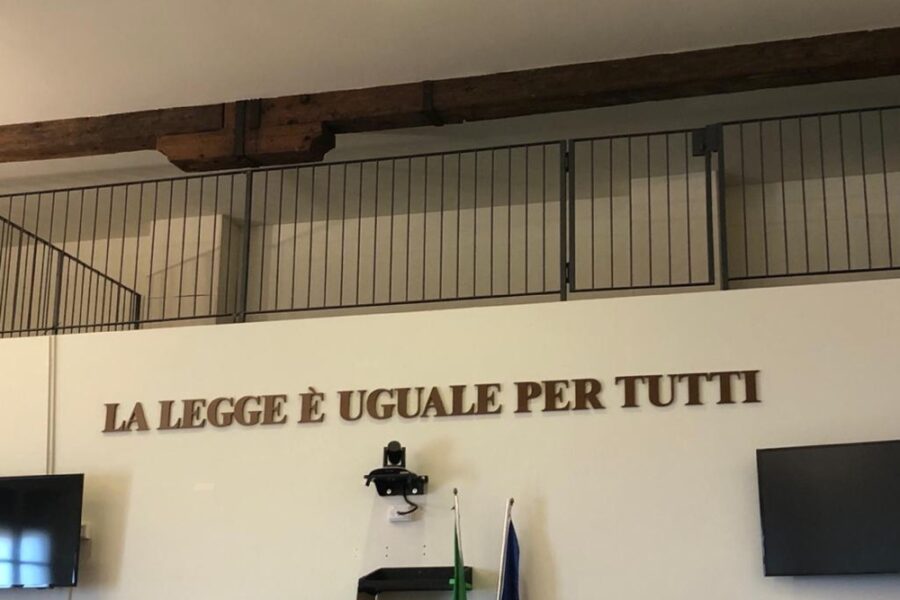 LA LEGGE È UGUALE PER TUTTI